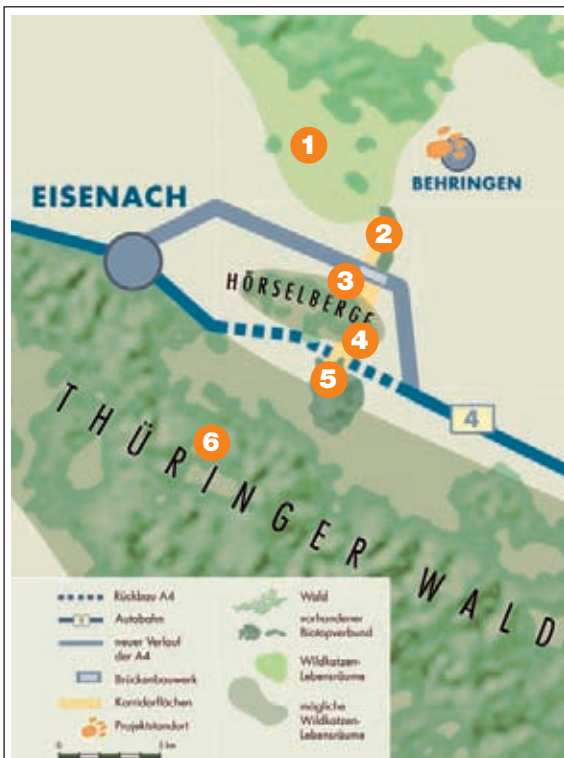 1
BEHRINGEN
EISENACH
2
3
HÖRSELBERGE
4
5
4
6
THÜRINGER WALD
Rückbau A4
Autobahn
neuer Verlauf
der A4
Brückenbauwerk
Korridorflächen
Projektstandort
0
5 km
Wald
vorhandener
Biotopverbund
Wildkatzen-
Lebensräume
mögliche
Wildkatzen-
Lebensräume